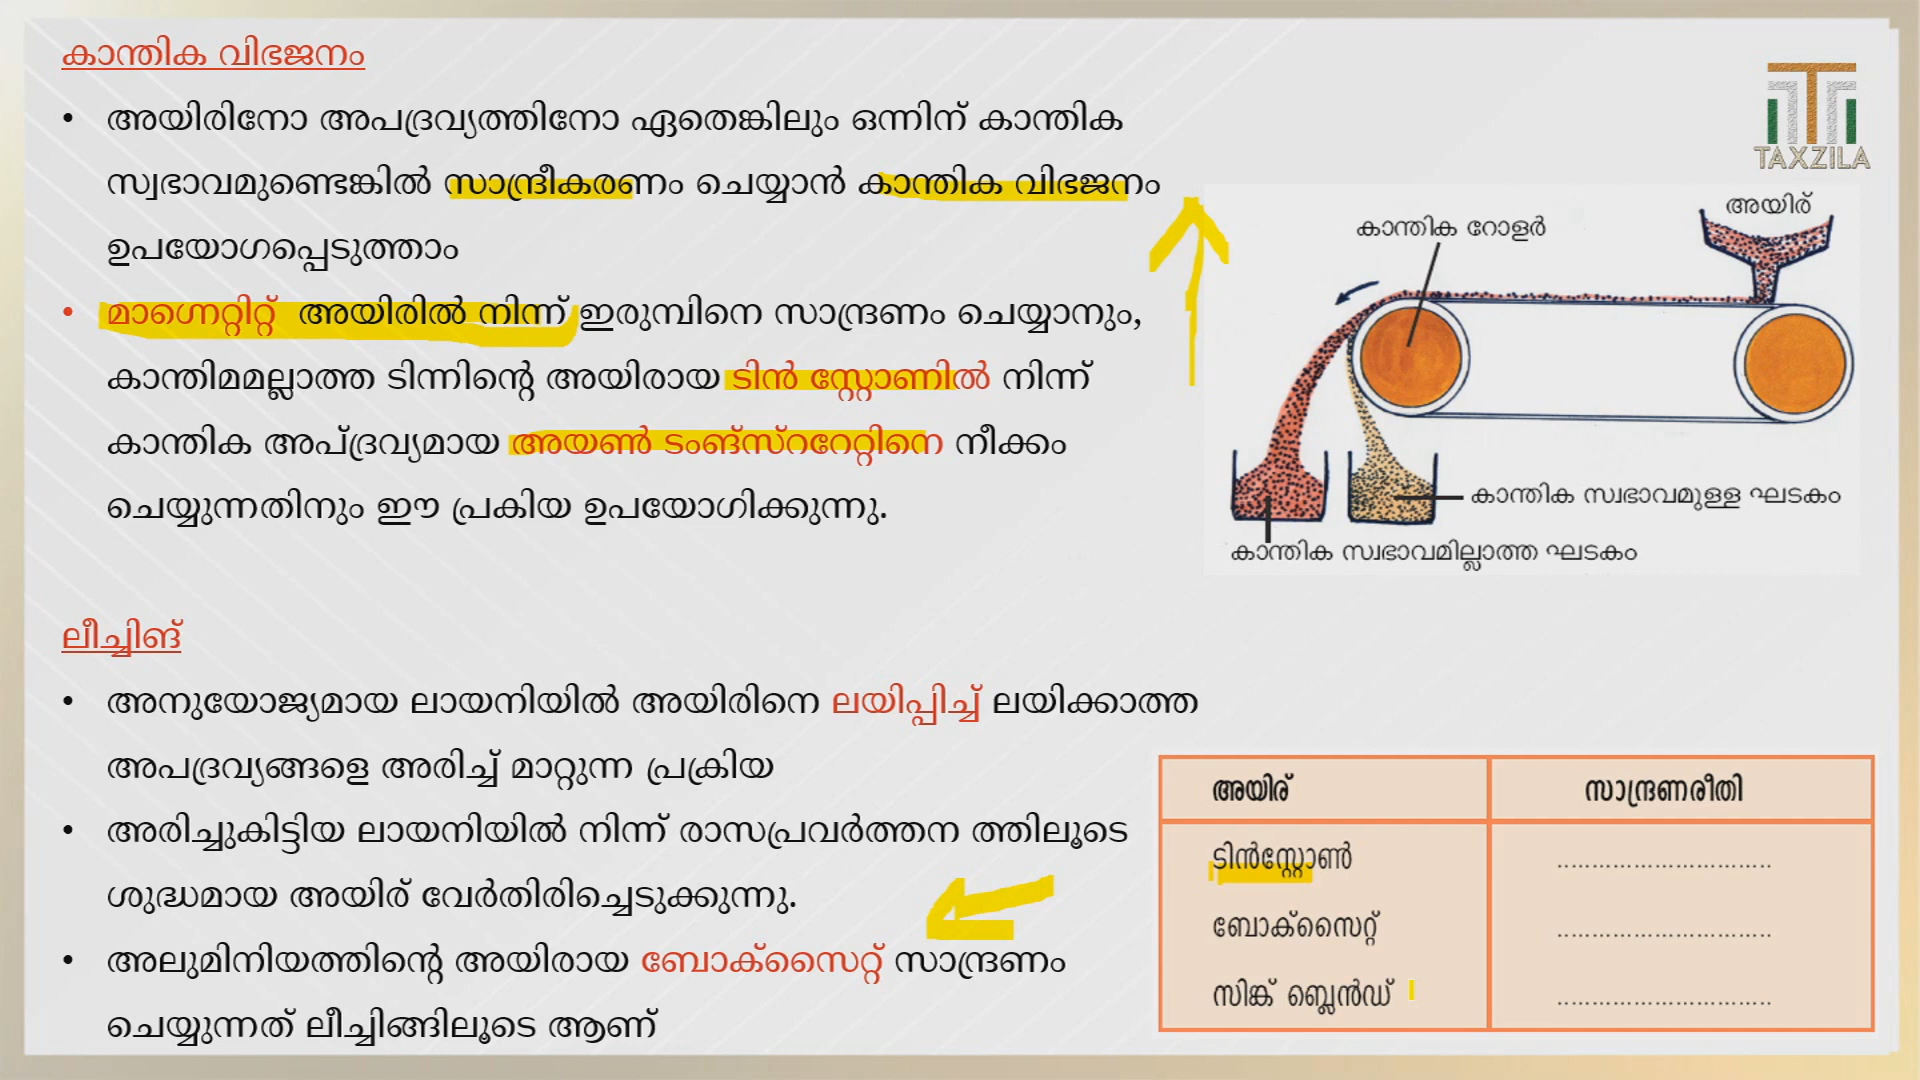 കാന്തിക വിഭജനം
• അയിരിനോ അപദ്രവ്യത്തിനോ ഏതെങ്കിലും ഒന്നിന് കാന്തിക
സ്വഭാവമുണ്ടെങ്കിൽ സാന്ദ്രീകരണം ചെയ്യാൻ കാന്തിക വിഭജനം
ഉപയോഗപ്പെടുത്താം
• മാഗ്നെറ്റിറ്റ് അയിരിൽ നിന്ന് ഇരുമ്പിനെ സാന്ദ്രണം ചെയ്യാനും,
കാന്തിമമല്ലാത്ത ടിന്നിന്റെ അയിരായ ടിൻ സ്റ്റോണിൽ നിന്ന്
കാന്തിക അപ്ദ്രവ്യമായ അയൺ ടംങ്സ്റേറ്റിനെ നീക്കം
ചെയ്യുന്നതിനും ഈ പ്രകിയ ഉപയോഗിക്കുന്നു.
TAXZILA
അയിര്
കാന്തിക റോളർ
കാന്തിക സ്വഭാവമുള്ള ഘടകം
കാന്തിക സ്വഭാവമില്ലാത്ത ഘടകം
ലീച്ചിങ്
• അനുയോജ്യമായ ലായനിയിൽ അയിരിനെ ലയിപ്പിച്ച് ലയിക്കാത്ത
അപദ്രവ്യങ്ങളെ അരിച്ച് മാറ്റുന്ന പ്രക്രിയ
• അരിച്ചുകിട്ടിയ ലായനിയിൽ നിന്ന് രാസപ്രവർത്തന ത്തിലൂടെ
ശുദ്ധമായ അയിര് വേർതിരിച്ചെടുക്കുന്നു.
• അലുമിനിയത്തിന്റെ അയിരായ ബോക്സൈറ്റ് സാന്ദ്രണം
ചെയ്യുന്നത് ലീച്ചിങ്ങിലൂടെ ആണ്
അയിര് സാന്ദ്രണരീതി
ടിൻസ്റ്റോൺ ...............................
ബോക്സൈറ്റ് ...............................
സിങ്ക് ബ്ലെൻഡ് ...............................